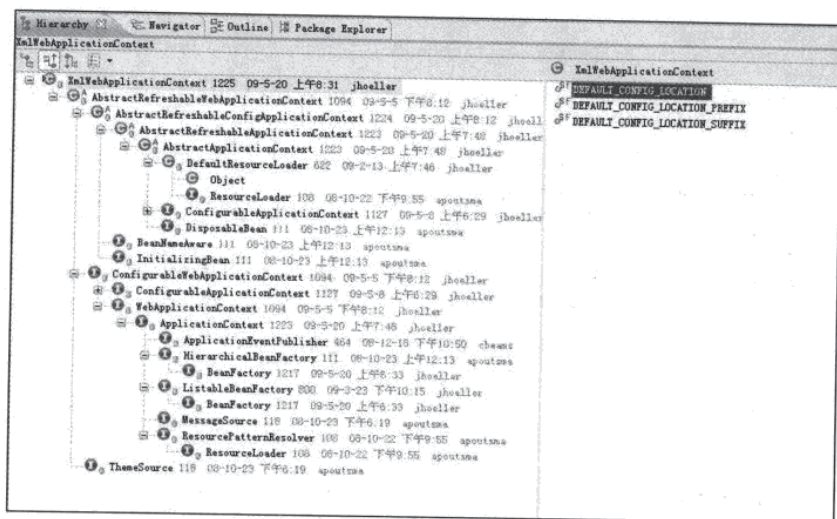 Hierarchy Navigator Outline Package Explorer
XmlWebApplicationContext
XmlWebApplicationContext 1225 09-5-20 上午8:31 jhoeller
AbstractRefreshableWebApplicationContext 1094 09-5-5 下午8:12 jhoeller
AbstractRefreshableConfigApplicationContext 1224 09-5-20 上午8:12 jhoell
AbstractRefreshableApplicationContext 1223 09-5-20 上午7:48 jhoeller
AbstractApplicationContext 1223 09-5-20 上午7:48 jhoeller
DefaultResourceLoader 622 09-2-13 上午7:46 jhoeller
Object
ResourceLoader 108 08-10-22 下午9:55 apoutsma
ConfigurableApplicationContext 1127 09-5-8 上午6:29 jhoeller
DisposableBean 111 08-10-23 上午12:13 apoutsma
BeanNameAware 111 08-10-23 上午12:13 apoutsma
InitializingBean 111 08-10-23 上午12:13 apoutsma
ConfigurableWebApplicationContext 1094 09-5-5 下午8:12 jhoeller
ConfigurableApplicationContext 1127 09-5-8 上午6:29 jhoeller
WebApplicationContext 1094 09-5-5 下午8:12 jhoeller
ApplicationContext 1223 09-5-20 上午7:48 jhoeller
ApplicationEventPublisher 464 08-12-18 下午10:50 cbeams
HierarchicalBeanFactory 111 08-10-23 上午12:13 apoutsma
BeanFactory 1217 09-5-20 上午6:33 jhoeller
ListableBeanFactory 09-3-23 下午10:15 jhoeller
BeanFactory 1217 09-5-20 上午6:33 jhoeller
MessageSource 118 08-10-23 下午6:19 apoutsma
ResourcePatternResolver 108 08-10-22 下午9:55 apoutsma
ResourceLoader 108 08-10-22 下午9:55 apoutsma
ThemeSource 118 08-10-23 下午6:19 apoutsma
XmlWebApplicationContext
DEFAULT_CONFIG_LOCATION
DEFAULT_CONFIG_LOCATION_PREFIX
DEFAULT_CONFIG_LOCATION_SUFFIX